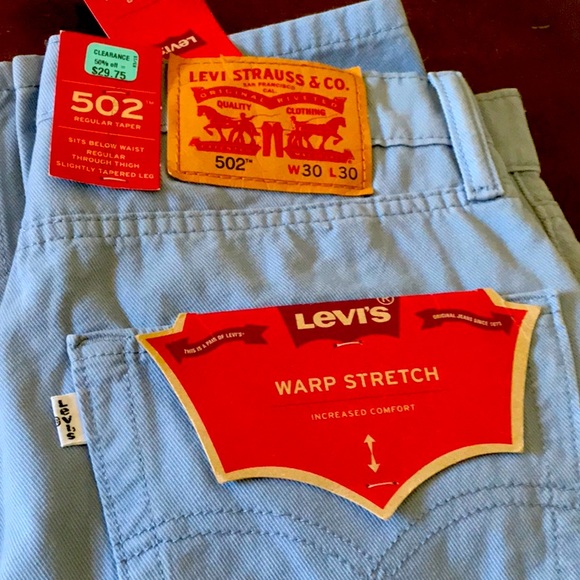 LEVI'S
CLEARANCE
50% off
$29.75
502™
REGULAR TAPER
SITS BELOW WAIST
REGULAR
THROUGH THIGH
SLIGHTLY TAPERED LEG
LEVI STRAUSS & CO.
SAN FRANCISCO
CAL.
ORIGINAL RIVETED
QUALITY CLOTHING
502™ W30 L30
LEVI'S®
THIS IS A PAIR OF LEVI'S®
ORIGINAL JEANS SINCE 1873
WARP STRETCH
INCREASED COMFORT
LEVI'S
®